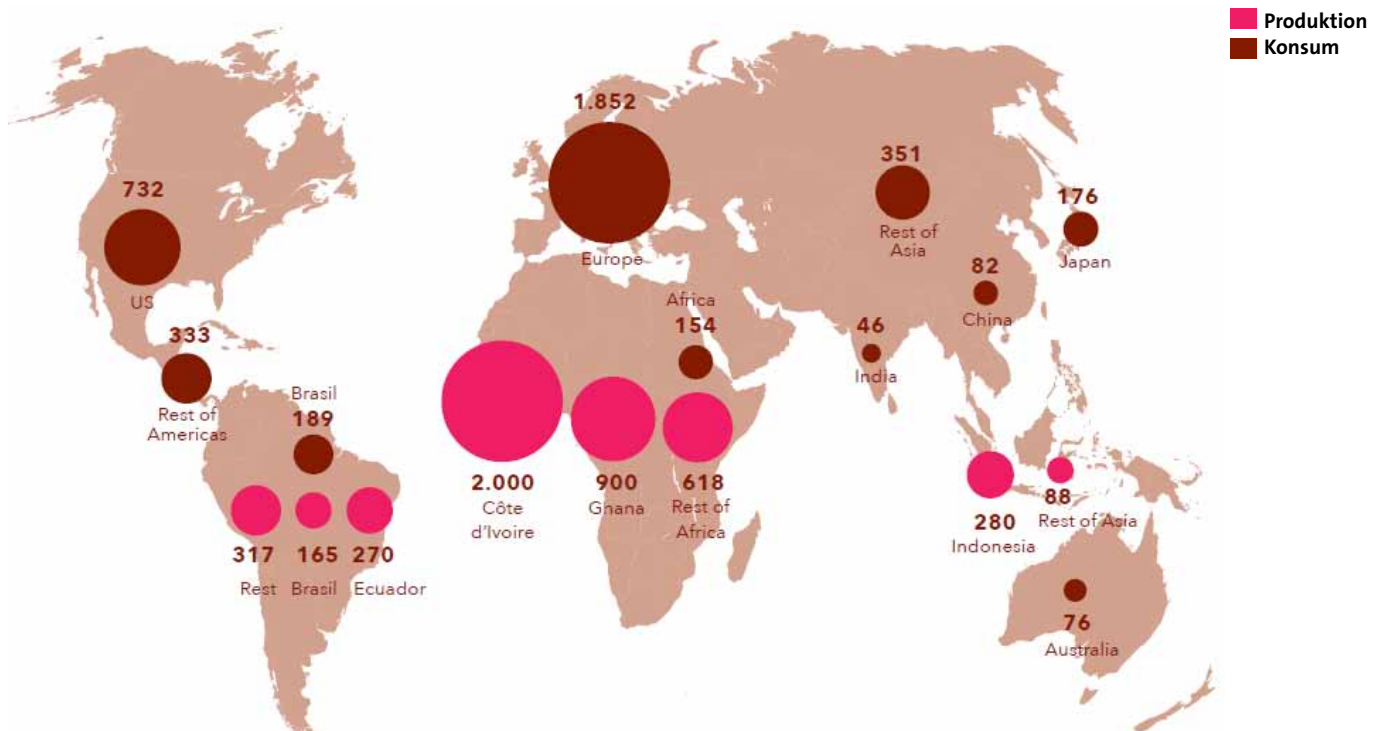 Produktion
Konsum
1.852
732
US
333
Rest of
Americas
Brasil
189
317
Rest
165
Brasil
270
Ecuador
Europe
Africa
154
2.000
Côte
d'Ivoire
900
Ghana
618
Rest of
Africa
351
Rest of
Asia
176
Japan
82
China
46
India
280
Indonesia
88
Rest of Asia
76
Australia